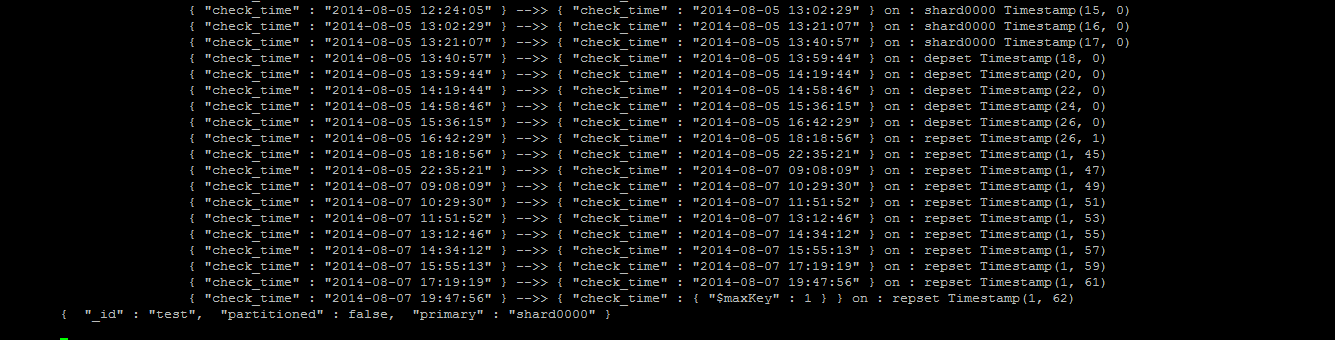 { "check_time" : "2014-08-05 12:24:05" } -->> { "check_time" : "2014-08-05 13:02:29" } on : shard0000 Timestamp(15, 0)
{ "check_time" : "2014-08-05 13:02:29" } -->> { "check_time" : "2014-08-05 13:21:07" } on : shard0000 Timestamp(16, 0)
{ "check_time" : "2014-08-05 13:21:07" } -->> { "check_time" : "2014-08-05 13:40:57" } on : shard0000 Timestamp(17, 0)
{ "check_time" : "2014-08-05 13:40:57" } -->> { "check_time" : "2014-08-05 13:59:44" } on : depset Timestamp(18, 0)
{ "check_time" : "2014-08-05 13:59:44" } -->> { "check_time" : "2014-08-05 14:19:44" } on : depset Timestamp(20, 0)
{ "check_time" : "2014-08-05 14:19:44" } -->> { "check_time" : "2014-08-05 14:58:46" } on : depset Timestamp(22, 0)
{ "check_time" : "2014-08-05 14:58:46" } -->> { "check_time" : "2014-08-05 15:36:15" } on : depset Timestamp(24, 0)
{ "check_time" : "2014-08-05 15:36:15" } -->> { "check_time" : "2014-08-05 16:42:29" } on : depset Timestamp(26, 0)
{ "check_time" : "2014-08-05 16:42:29" } -->> { "check_time" : "2014-08-05 18:18:56" } on : repset Timestamp(26, 1)
{ "check_time" : "2014-08-05 18:18:56" } -->> { "check_time" : "2014-08-05 22:35:21" } on : repset Timestamp(1, 45)
{ "check_time" : "2014-08-05 22:35:21" } -->> { "check_time" : "2014-08-07 09:08:09" } on : repset Timestamp(1, 47)
{ "check_time" : "2014-08-07 09:08:09" } -->> { "check_time" : "2014-08-07 10:29:30" } on : repset Timestamp(1, 49)
{ "check_time" : "2014-08-07 10:29:30" } -->> { "check_time" : "2014-08-07 11:51:52" } on : repset Timestamp(1, 51)
{ "check_time" : "2014-08-07 11:51:52" } -->> { "check_time" : "2014-08-07 13:12:46" } on : repset Timestamp(1, 53)
{ "check_time" : "2014-08-07 13:12:46" } -->> { "check_time" : "2014-08-07 14:34:12" } on : repset Timestamp(1, 55)
{ "check_time" : "2014-08-07 14:34:12" } -->> { "check_time" : "2014-08-07 15:55:13" } on : repset Timestamp(1, 57)
{ "check_time" : "2014-08-07 15:55:13" } -->> { "check_time" : "2014-08-07 17:19:19" } on : repset Timestamp(1, 59)
{ "check_time" : "2014-08-07 17:19:19" } -->> { "check_time" : "2014-08-07 19:47:56" } on : repset Timestamp(1, 61)
{ "check_time" : "2014-08-07 19:47:56" } -->> { "check_time" : { "$maxKey" : 1 } } on : repset Timestamp(1, 62)
{ "_id" : "test", "partitioned" : false, "primary" : "shard0000" }